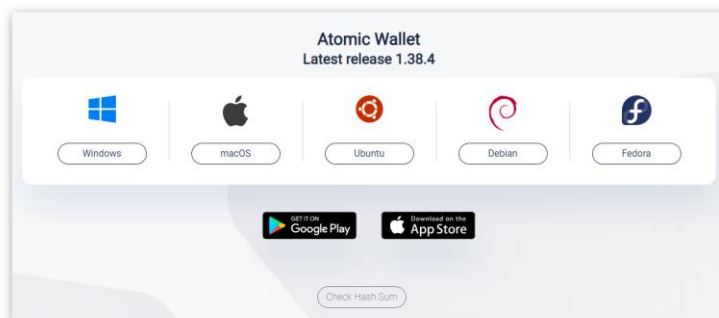 Atomic Wallet
Latest release 1.38.4
Windows macOS Ubuntu Debian Fedora
GET IT ON Download on the
Google Play App Store
Check Hash Sum